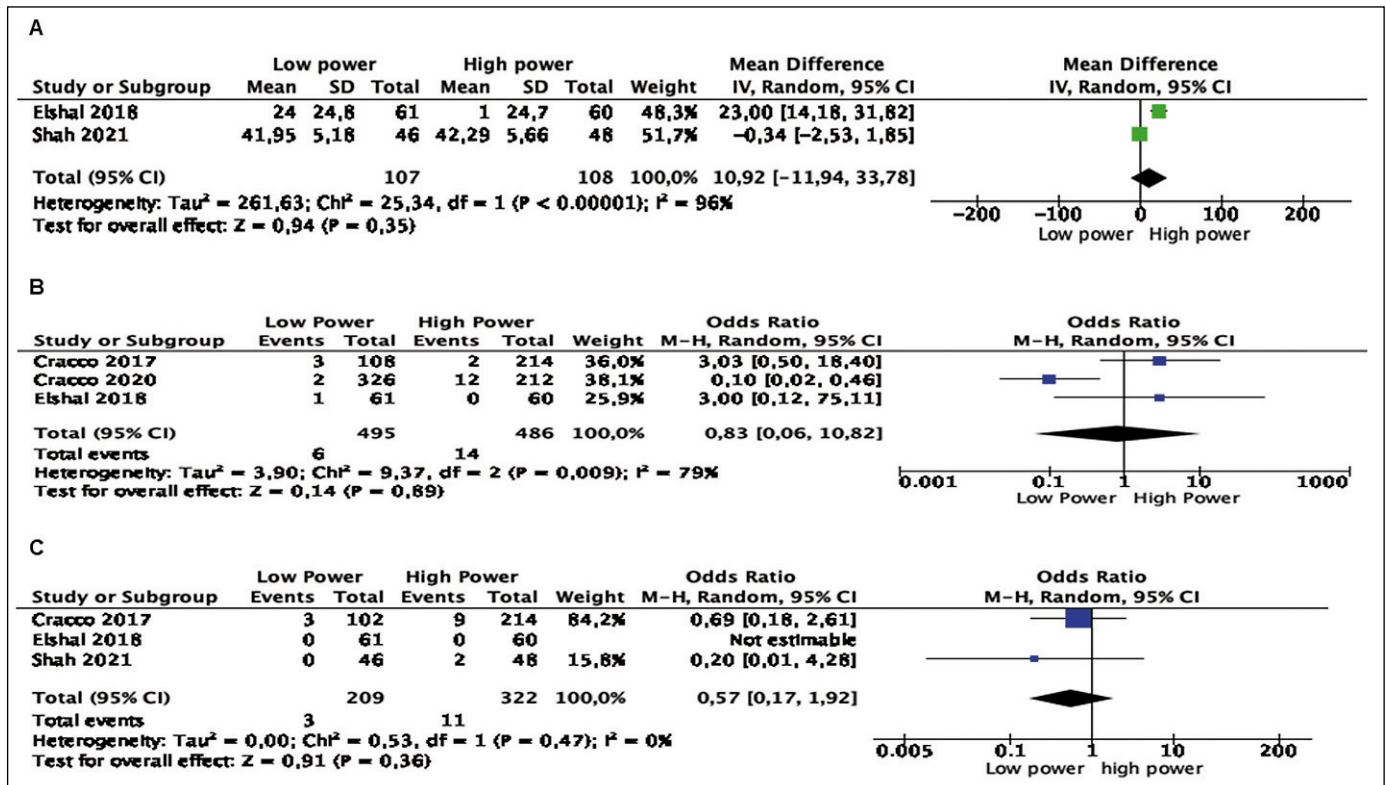 A
Low power High power Mean Difference Mean Difference
Study or Subgroup Mean SD Total Mean SD Total Weight IV, Random, 95% CI IV, Random, 95% CI
Elshal 2018 24 24,8 61 1 24,7 60 48,3% 23,00 [14,18, 31,82]
Shah 2021 41,95 5,18 46 42,29 5,66 48 51,7% -0,34 [-2,53, 1,85]
Total (95% CI) 107 108 100,0% 10,92 [-11,94, 33,78]
Heterogeneity: Tau² = 261,63; Chi² = 25,34, df = 1 (P < 0.00001); I² = 96%
Test for overall effect: Z = 0,94 (P = 0,35)
-200 -100 0 100 200
Low power High power
B
Low Power High Power Odds Ratio Odds Ratio
Study or Subgroup Events Total Events Total Weight M-H, Random, 95% CI M-H, Random, 95% CI
Cracco 2017 3 108 2 214 36,0% 3,03 [0,50, 18,40]
Cracco 2020 2 326 12 212 38,1% 0,10 [0,02, 0,46]
Elshal 2018 1 61 0 60 25,9% 3,00 [0,12, 75,11]
Total (95% CI) 495 486 100,0% 0,83 [0,06, 10,82]
Total events 6 14
Heterogeneity: Tau² = 3,90; Chi² = 9,37, df = 2 (P = 0,009); I² = 79%
Test for overall effect: Z = 0,14 (P = 0,89)
0.001 0.1 1 10 1000
Low Power High Power
C
Low Power High Power Odds Ratio Odds Ratio
Study or Subgroup Events Total Events Total Weight M-H, Random, 95% CI M-H, Random, 95% CI
Cracco 2017 3 102 9 214 84,2% 0,69 [0,18, 2,61]
Elshal 2018 0 61 0 60 Not estimable
Shah 2021 0 46 2 48 15,8% 0,20 [0,01, 4,28]
Total (95% CI) 209 322 100,0% 0,57 [0,17, 1,92]
Total events 3 11
Heterogeneity: Tau² = 0,00; Chi² = 0,53, df = 1 (P = 0,47); I² = 0%
Test for overall effect: Z = 0,91 (P = 0,36)
0.005 0.1 1 10 200
Low power high power